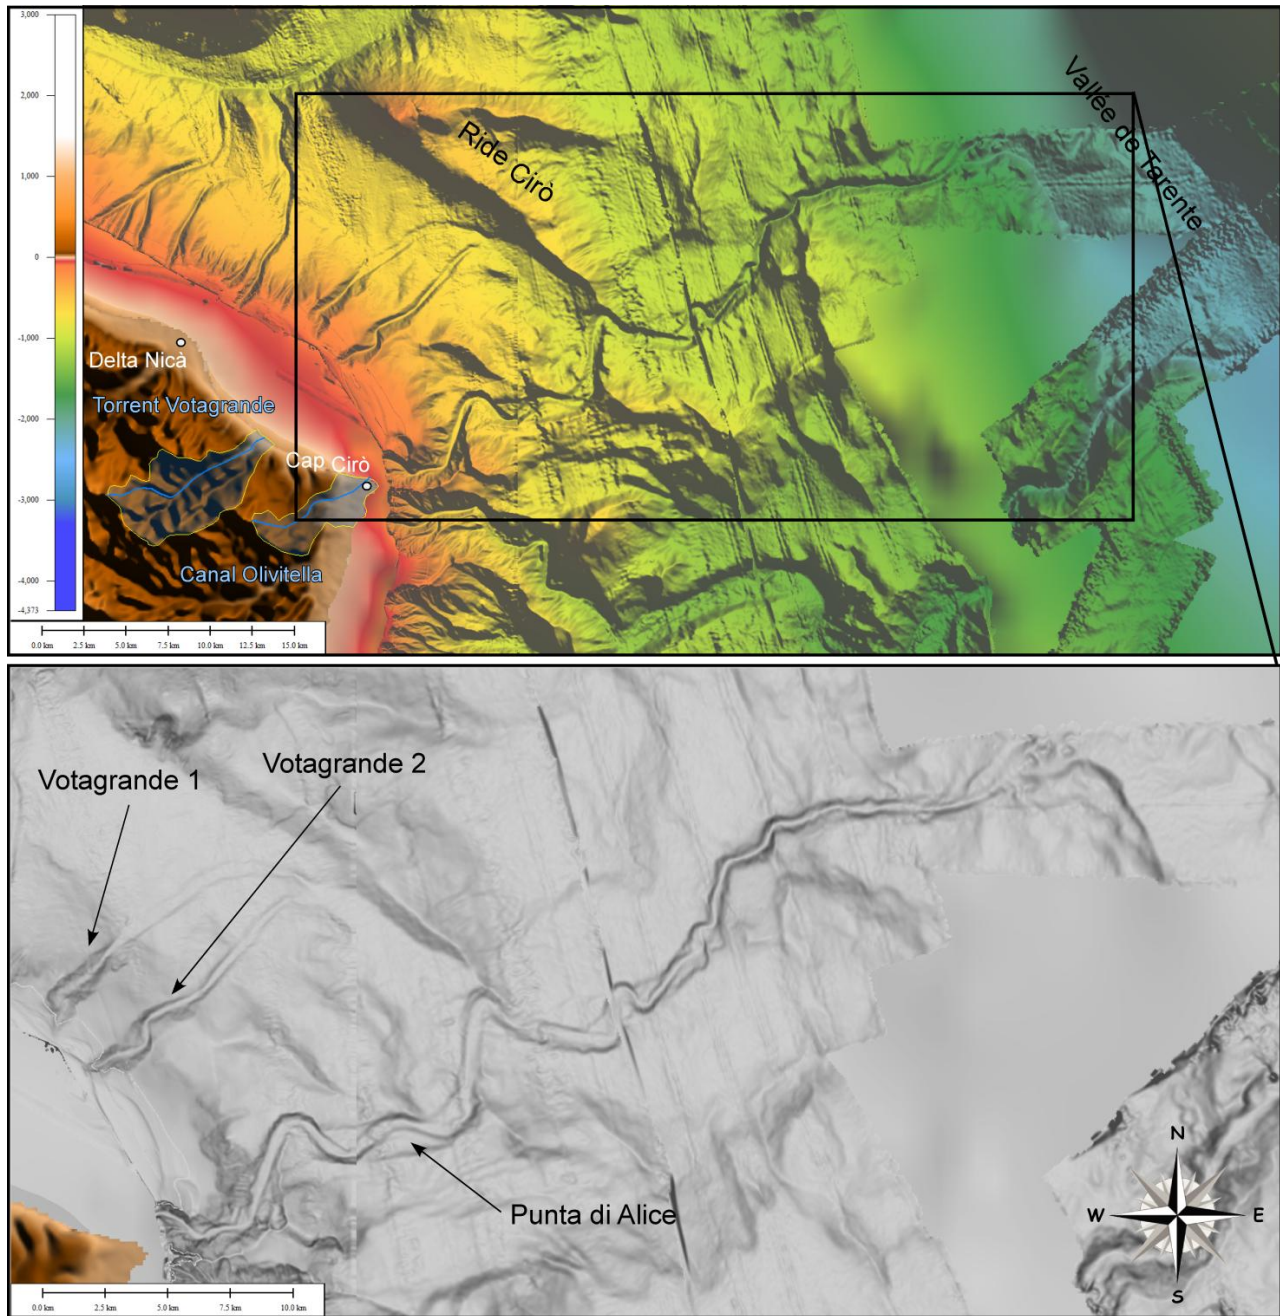 3,000
2,000
1,000
0
-1,000
-2,000
-3,000
-4,000
-4,373
Vallée de Tarente
Ride Cirò
Delta Nicà
Torrent Votagrande
Cap Cirò
Canal Olivitella
0.0 km 2.5 km 5.0 km 7.5 km 10.0 km 12.5 km 15.0 km
Votagrande 1
Votagrande 2
Punta di Alice
N
W E
S
0.0 km 2.5 km 5.0 km 7.5 km 10.0 km